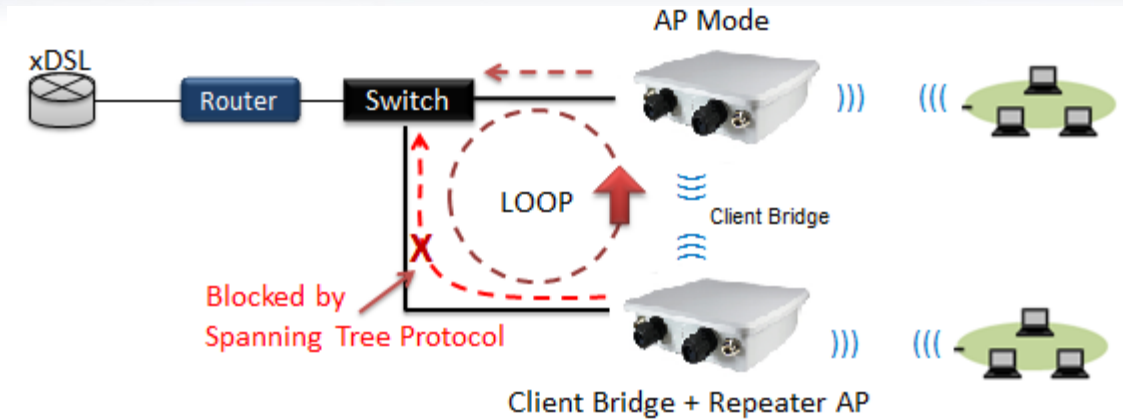 AP Mode
xDSL
Router
Switch
LOOP
Client Bridge
X
Blocked by
Spanning Tree Protocol
Client Bridge + Repeater AP